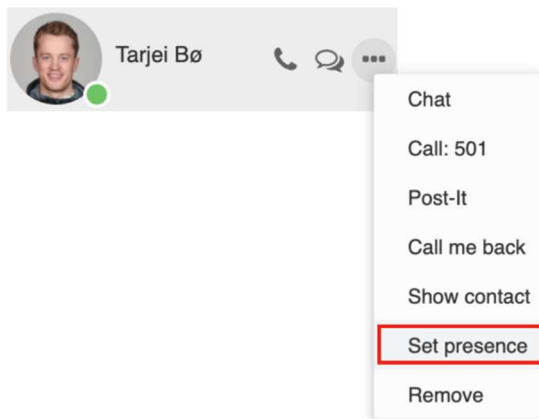 Tarjei Bø
Chat
Call: 501
Post-It
Call me back
Show contact
Set presence
Remove